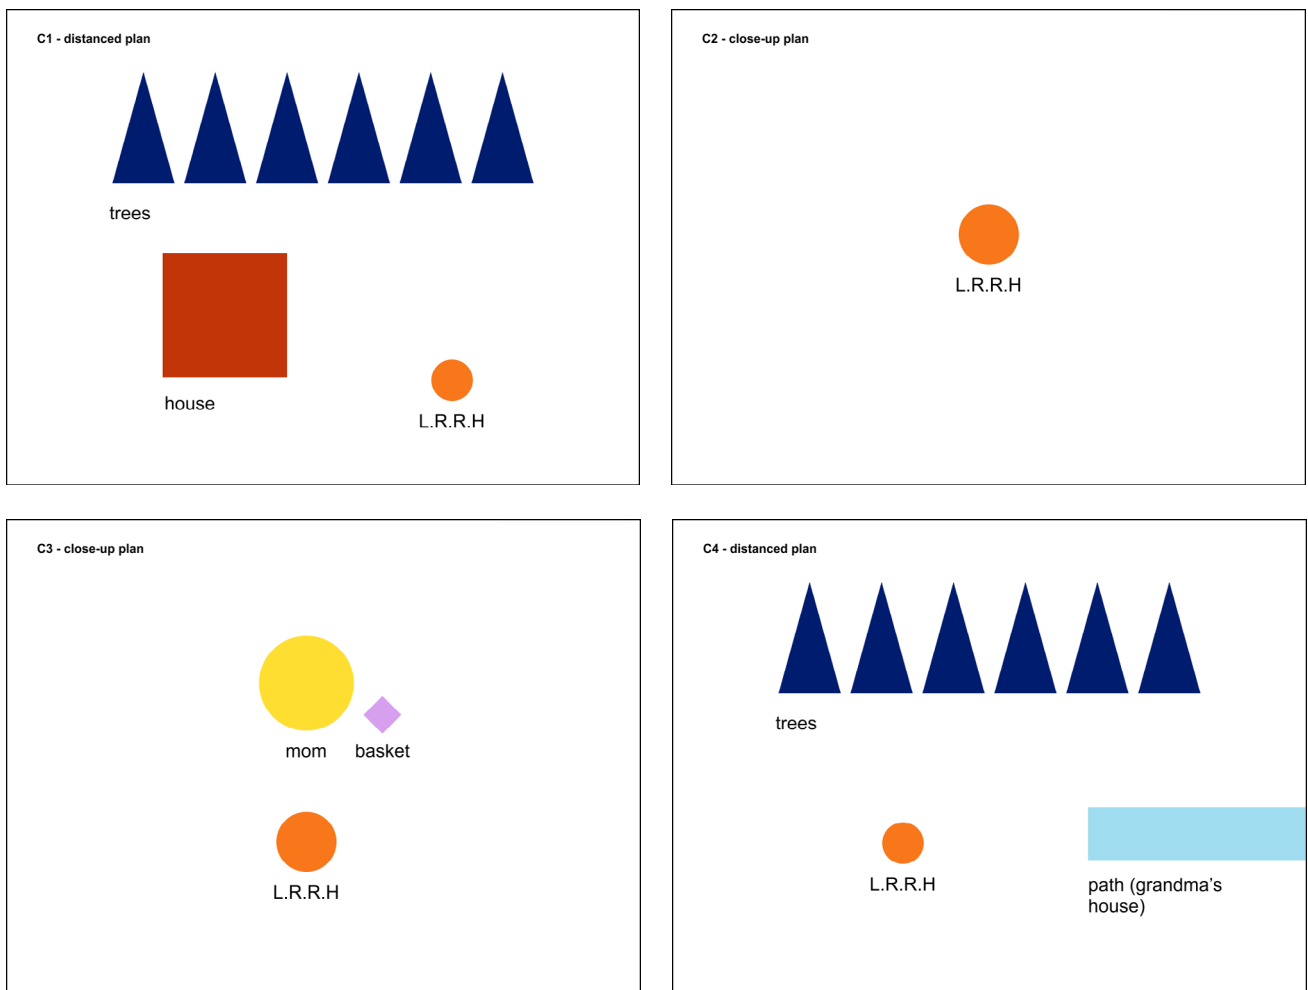 C1 - distanced plan
trees
house
L.R.R.H
C2 - close-up plan
L.R.R.H
C3 - close-up plan
mom
basket
L.R.R.H
C4 - distanced plan
trees
L.R.R.H
path (grandma's
house)